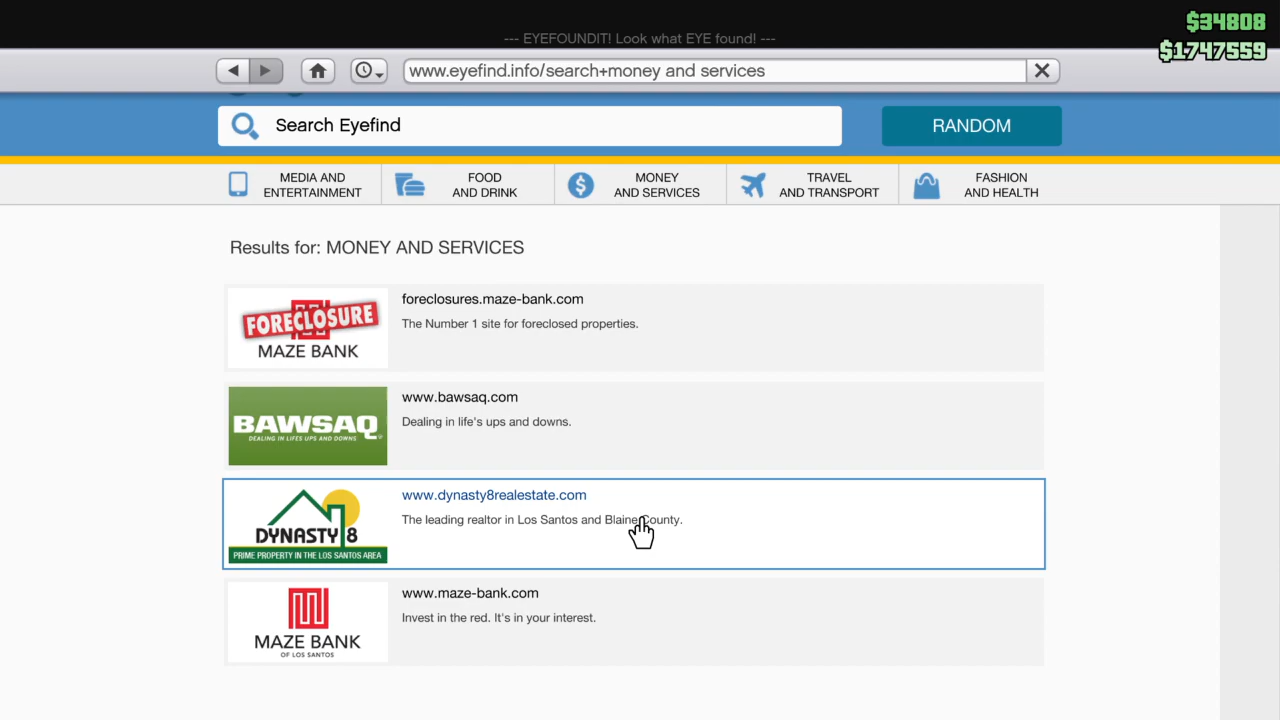 $34808
--- EYEFOUNDIT! Look what EYE found! ---
$1747559
www.eyefind.info/search+money and services
Search Eyefind
RANDOM
MEDIA AND
ENTERTAINMENT
FOOD
AND DRINK
MONEY
AND SERVICES
TRAVEL
AND TRANSPORT
FASHION
AND HEALTH
Results for: MONEY AND SERVICES
FORECLOSURE
MAZE BANK
foreclosures.maze-bank.com
The Number 1 site for foreclosed properties.
BAWSAQ
DEALING IN LIFES UPS AND DOWNS
www.bawsaq.com
Dealing in life's ups and downs.
DYNASTY 8
PRIME PROPERTY IN THE LOS SANTOS AREA
www.dynasty8realestate.com
The leading realtor in Los Santos and Blaine County.
MAZE BANK
OF LOS SANTOS
www.maze-bank.com
Invest in the red. It's in your interest.